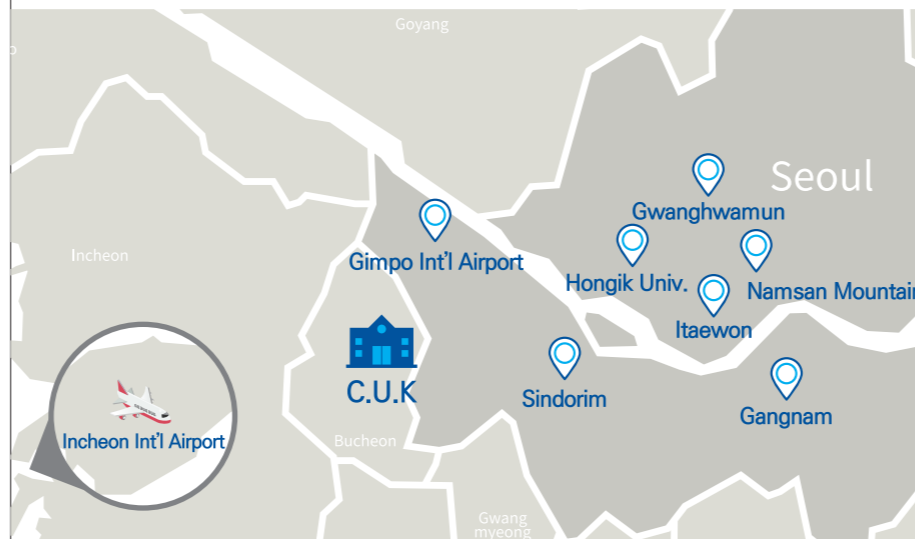 Goyang
o
Seoul
Gwanghwamun
Gimpo Int'l Airport
Hongik Univ.
Namsan Mountain
Incheon
Itaewon
C.U.K
Sindorim
Gangnam
Incheon Int'l Airport
Bucheon
Gwang
myeong